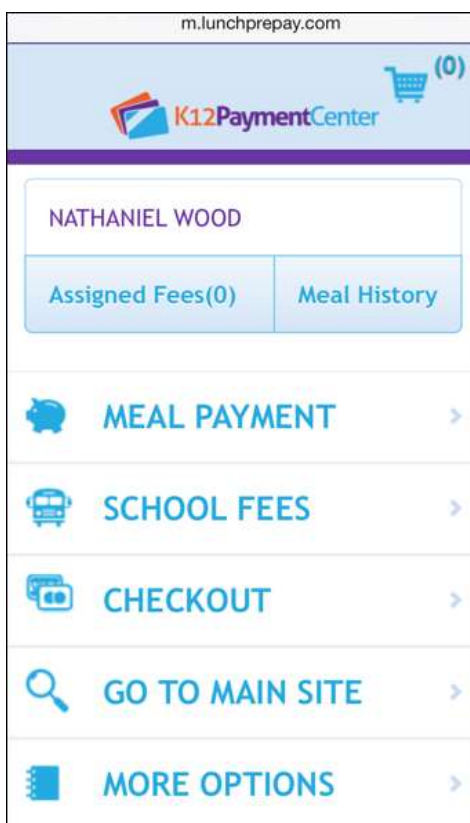 m.lunchprepay.com
(0)
K12PaymentCenter
NATHANIEL WOOD
Assigned Fees(0) Meal History
MEAL PAYMENT
SCHOOL FEES
CHECKOUT
GO TO MAIN SITE
MORE OPTIONS